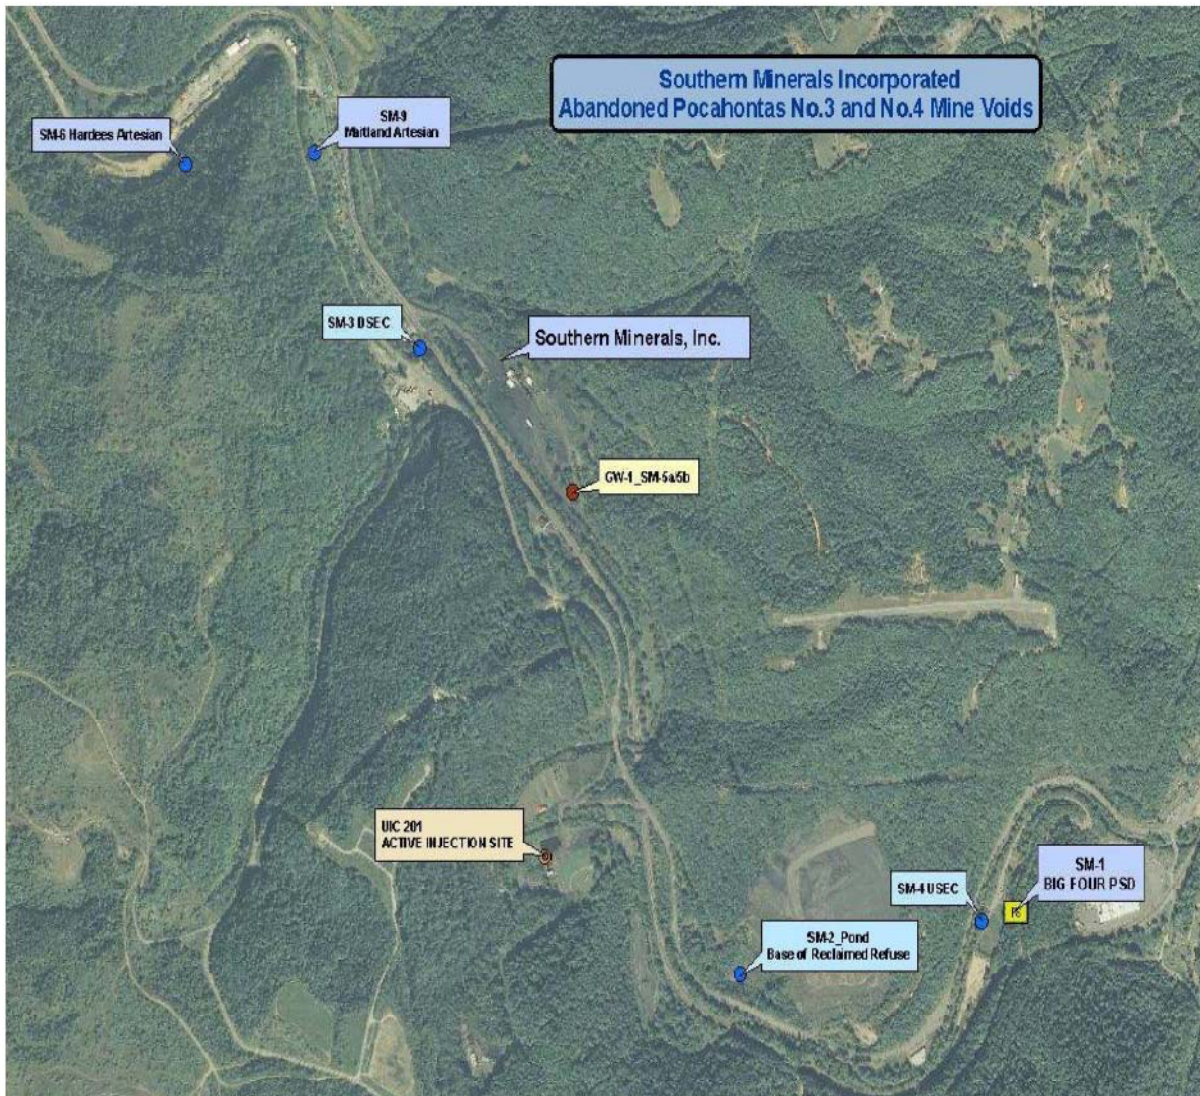 Southern Minerals Incorporated
Abandoned Pocahontas No.3 and No.4 Mine Voids
SM-6 Hardees Artesian
SM-9
Maitland Artesian
SM-3 DSEC
Southern Minerals, Inc.
GW-1_SM-5a/5b
UIC 201
ACTIVE INJECTION SITE
SM-4 USEC
SM-1
BIG FOUR PSD
SM-2_Pond
Base of Reclaimed Refuse